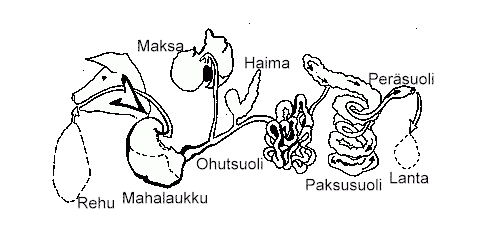 Maksa
Haima
Peräsuoli
Ohutsuoli
Paksusuoli
Lanta
Rehu
Mahalaukku